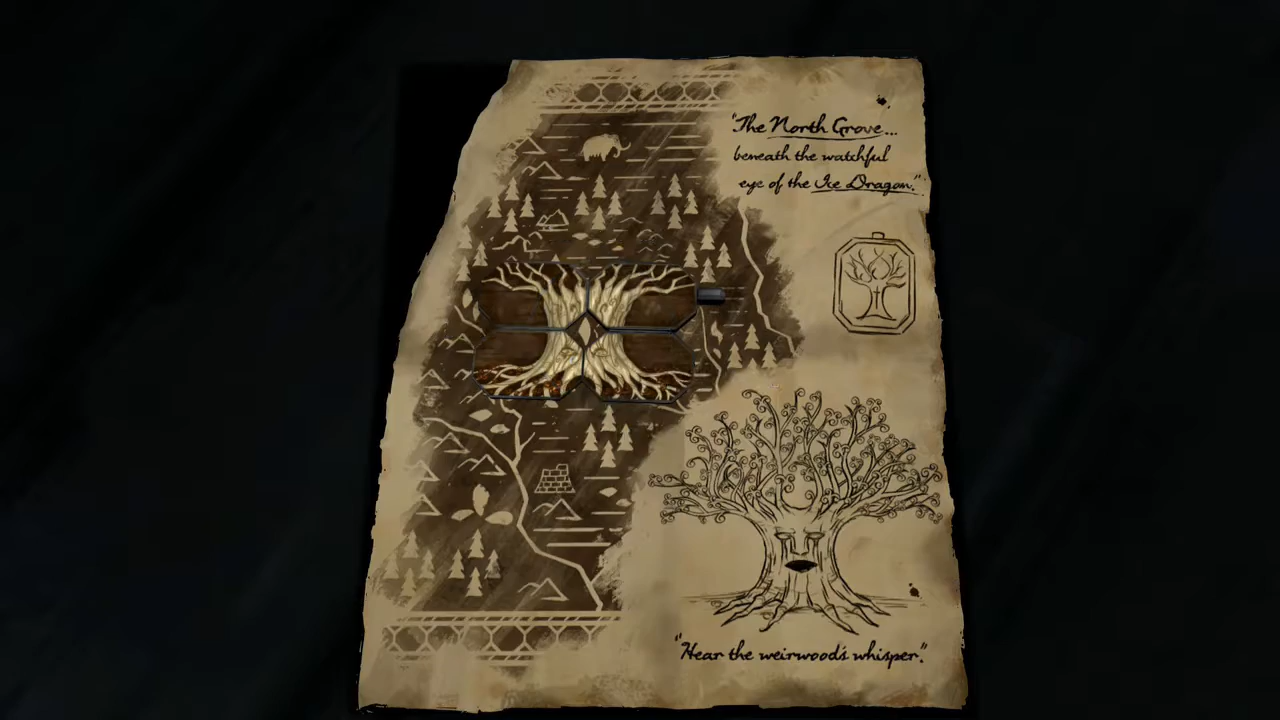 "The North Grove...
beneath the watchful
eye of the Ice Dragon."
"Hear the weirwood's whisper."